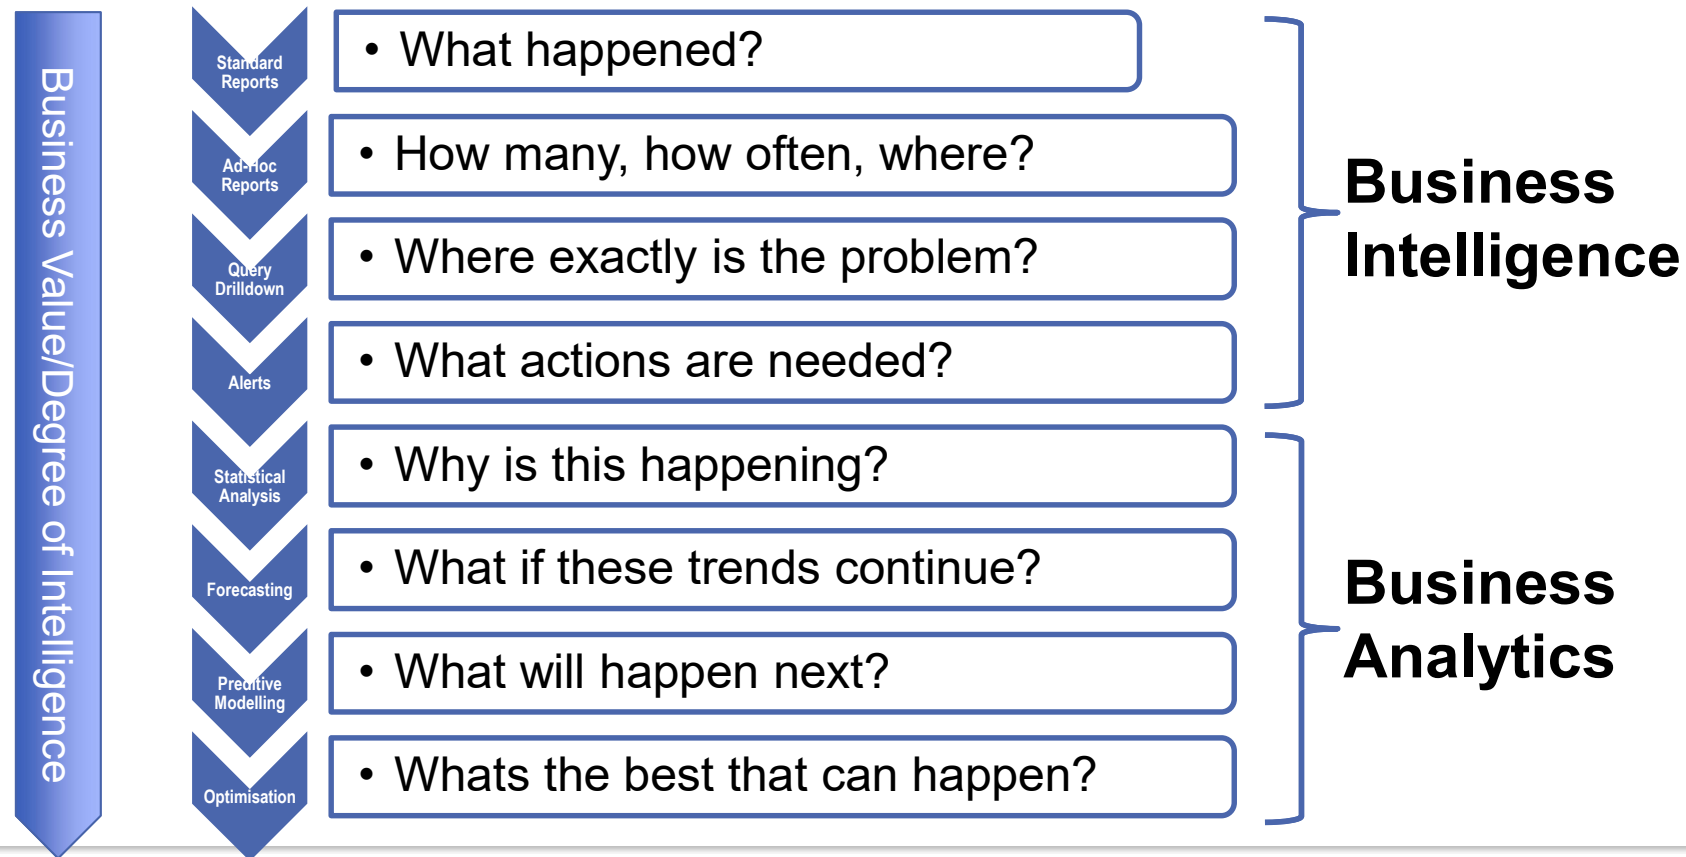 Business Value/Degree of Intelligence
Standard
Reports
• What happened?
Ad-Hoc
Reports
• How many, how often, where?
Query
Drilldown
• Where exactly is the problem?
Alerts
• What actions are needed?
Business
Intelligence
Statistical
Analysis
• Why is this happening?
Forecasting
• What if these trends continue?
Preditive
Modelling
• What will happen next?
Optimisation
• Whats the best that can happen?
Business
Analytics